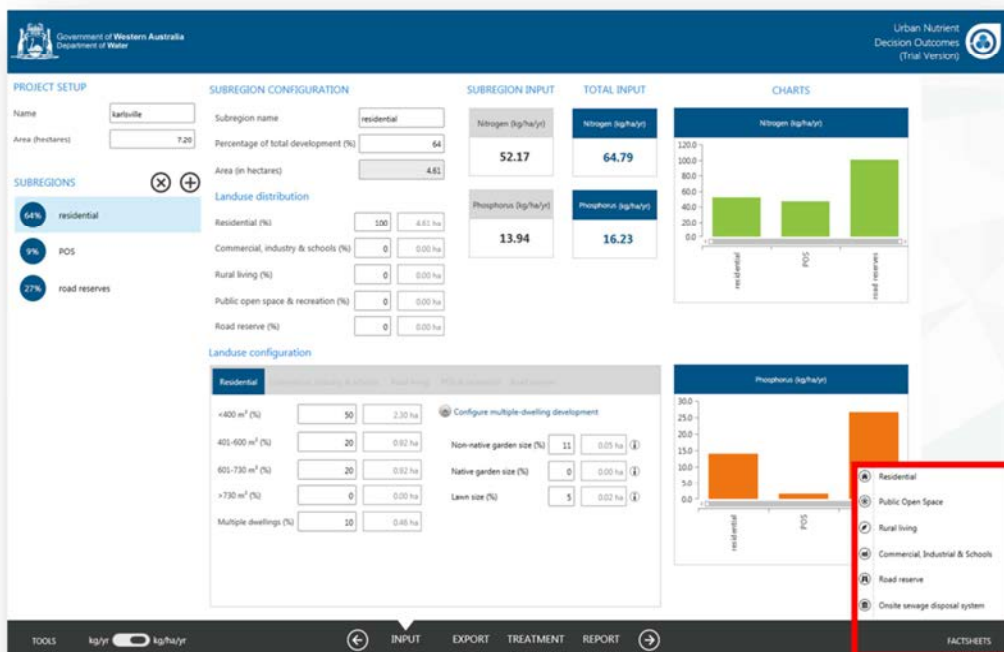 Government of Western Australia
Department of Water
Urban Nutrient
Decision Outcomes
(Trial Version)
PROJECT SETUP
Name karlsville
Area (hectares) 7.20
SUBREGIONS
64% residential
9% POS
27% road reserves
SUBREGION CONFIGURATION
Subregion name residential
Percentage of total development (%) 64
Area (in hectares) 4.61
Landuse distribution
Residential (%) 100 4.61 ha
Commercial, industry & schools (%) 0 0.00 ha
Rural living (%) 0 0.00 ha
Public open space & recreation (%) 0 0.00 ha
Road reserve (%) 0 0.00 ha
SUBREGION INPUT
Nitrogen (kg/ha/yr)
52.17
Phosphorus (kg/ha/yr)
13.94
TOTAL INPUT
Nitrogen (kg/ha/yr)
64.79
Phosphorus (kg/ha/yr)
16.23
CHARTS
Nitrogen (kg/ha/yr)
120.0
100.0
80.0
60.0
40.0
20.0
0.0
residential
POS
road reserves
Landuse configuration
Residential
<400 m² (%) 50 2.30 ha
401-600 m² (%) 20 0.92 ha
601-730 m² (%) 20 0.92 ha
>730 m² (%) 0 0.00 ha
Multiple dwellings (%) 10 0.46 ha
Configure multiple-dwelling development
Non-native garden size (%) 11 0.05 ha
Native garden size (%) 0 0.00 ha
Lawn size (%) 5 0.02 ha
Phosphorus (kg/ha/yr)
30.0
25.0
20.0
15.0
10.0
5.0
0.0
residential
POS
Residential
Public Open Space
Rural living
Commercial, Industrial & Schools
Road reserve
Onsite sewage disposal system
TOOLS kg/yr kg/ha/yr INPUT EXPORT TREATMENT REPORT FACTSHEETS